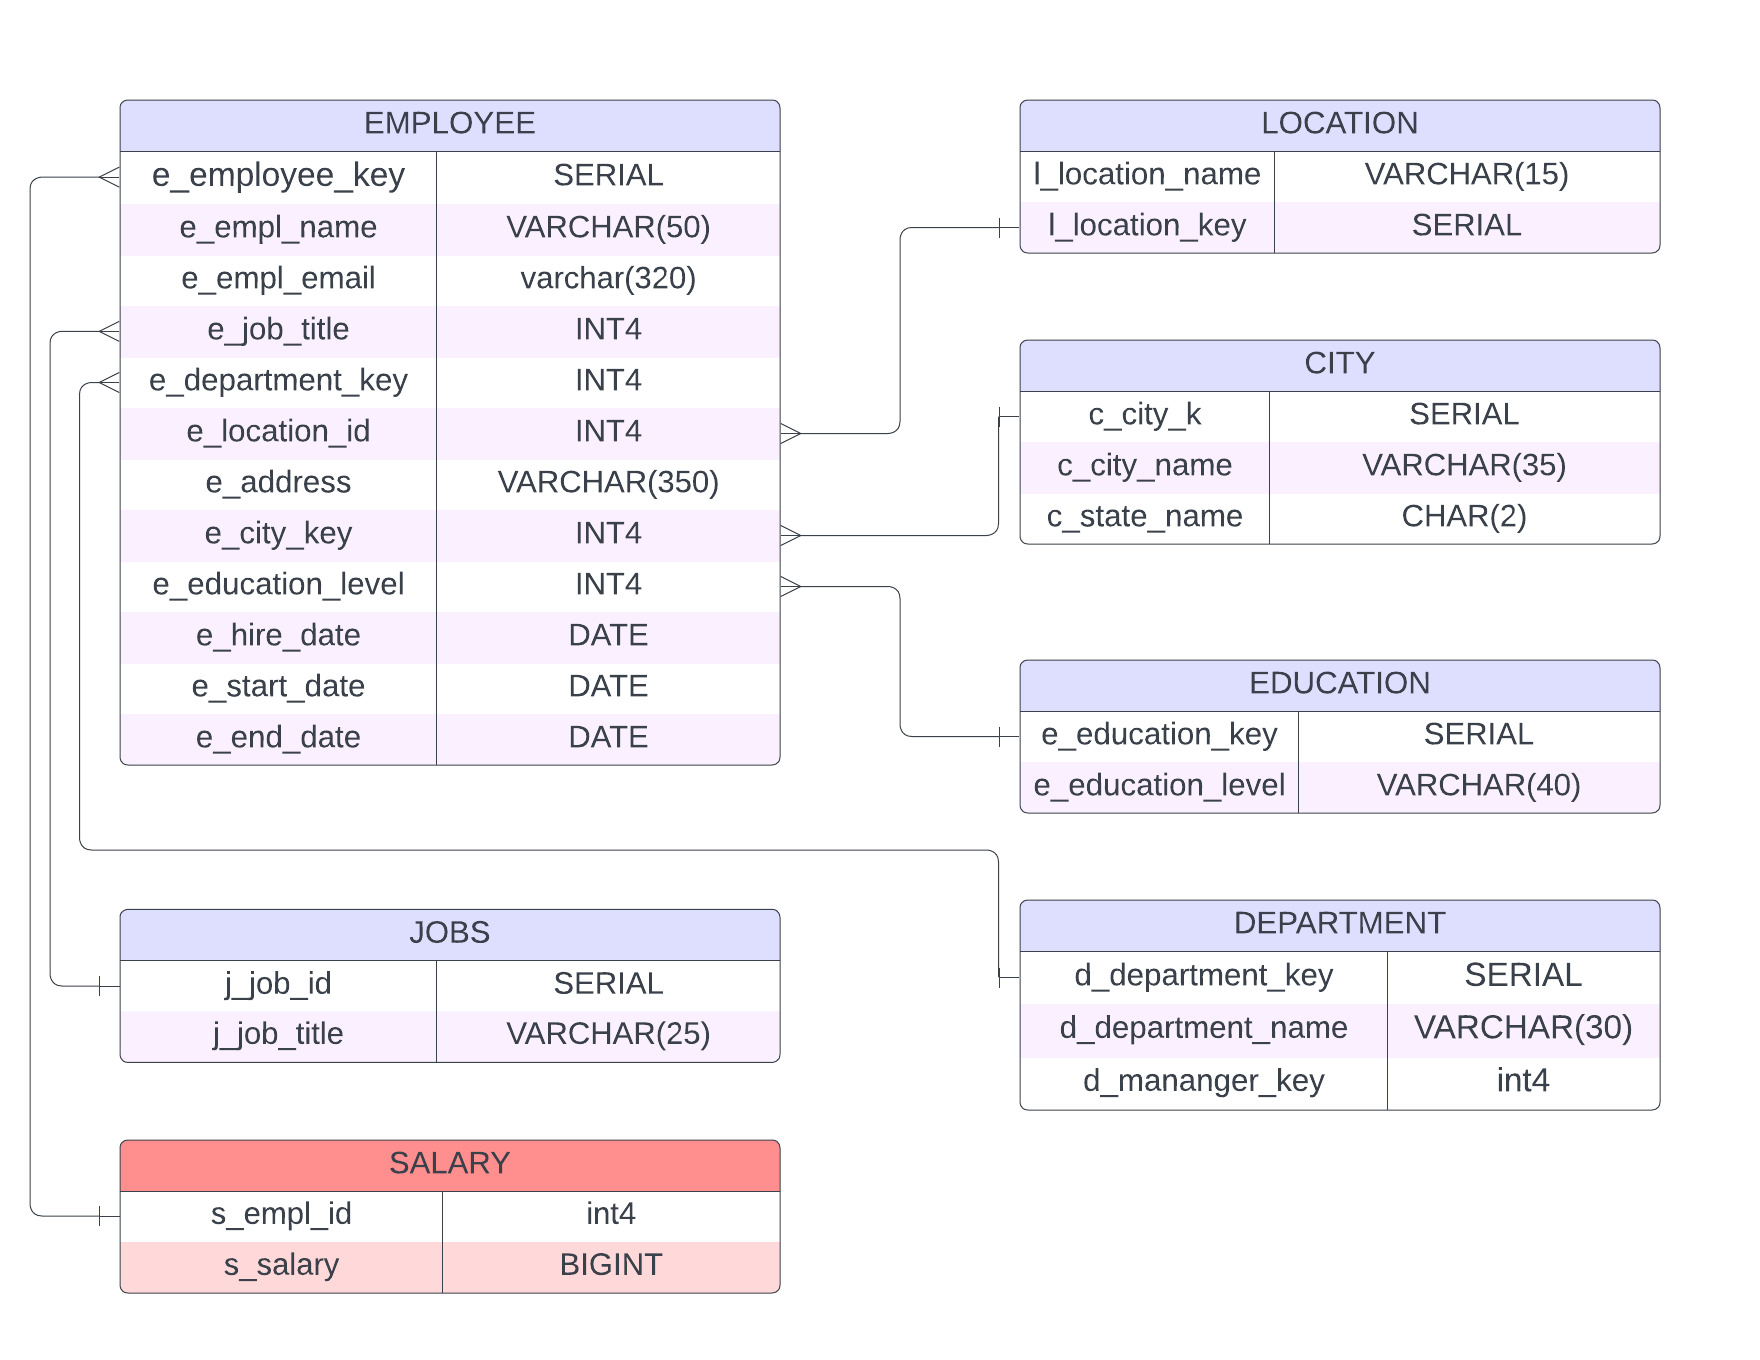 EMPLOYEE
e_employee_key SERIAL
e_empl_name VARCHAR(50)
e_empl_email varchar(320)
e_job_title INT4
e_department_key INT4
e_location_id INT4
e_address VARCHAR(350)
e_city_key INT4
e_education_level INT4
e_hire_date DATE
e_start_date DATE
e_end_date DATE
LOCATION
l_location_name VARCHAR(15)
l_location_key SERIAL
CITY
c_city_k SERIAL
c_city_name VARCHAR(35)
c_state_name CHAR(2)
EDUCATION
e_education_key SERIAL
e_education_level VARCHAR(40)
JOBS
j_job_id SERIAL
j_job_title VARCHAR(25)
DEPARTMENT
d_department_key SERIAL
d_department_name VARCHAR(30)
d_mananger_key int4
SALARY
s_empl_id int4
s_salary BIGINT